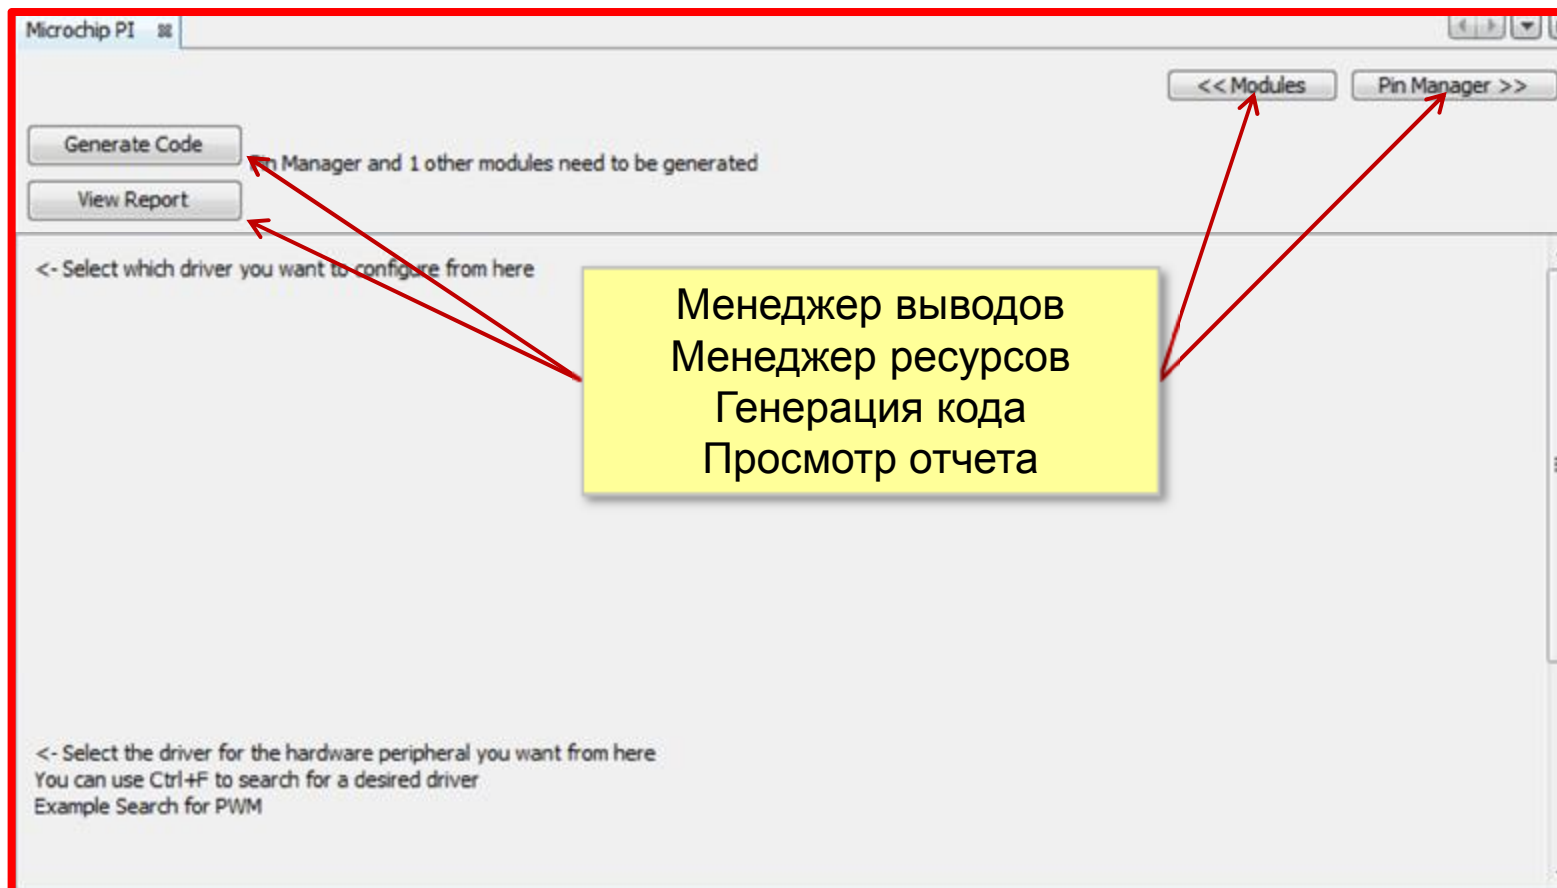 Microchip PI
<< Modules
Pin Manager >>
Generate Code
Pin Manager and 1 other modules need to be generated
View Report
<- Select which driver you want to configure from here
Менеджер выводов
Менеджер ресурсов
Генерация кода
Просмотр отчета
<- Select the driver for the hardware peripheral you want from here
You can use Ctrl+F to search for a desired driver
Example Search for PWM